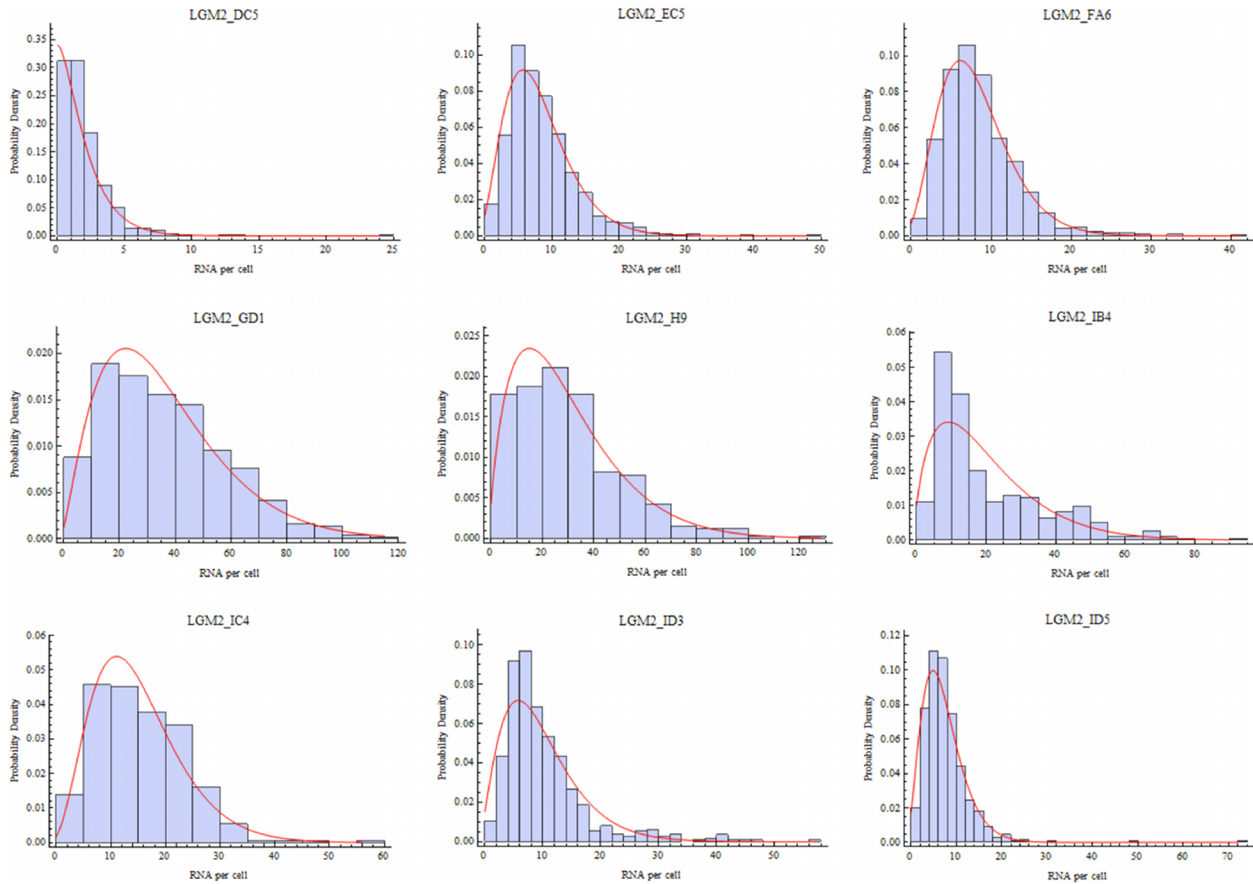 LGM2_DC5
0.35
0.30
0.25
0.20
0.15
0.10
0.05
0.00
Probability Density
0 5 10 15 20 25
RNA per cell
LGM2_EC5
0.10
0.08
0.06
0.04
0.02
0.00
Probability Density
0 10 20 30 40 50
RNA per cell
LGM2_FA6
0.10
0.08
0.06
0.04
0.02
0.00
Probability Density
0 10 20 30 40
RNA per cell
LGM2_GD1
0.020
0.015
0.010
0.005
0.000
Probability Density
0 20 40 60 80 100 120
RNA per cell
LGM2_H9
0.025
0.020
0.015
0.010
0.005
0.000
Probability Density
0 20 40 60 80 100 120
RNA per cell
LGM2_IB4
0.06
0.05
0.04
0.03
0.02
0.01
0.00
Probability Density
0 20 40 60 80
RNA per cell
LGM2_IC4
0.06
0.05
0.04
0.03
0.02
0.01
0.00
Probability Density
0 10 20 30 40 50 60
RNA per cell
LGM2_ID3
0.10
0.08
0.06
0.04
0.02
0.00
Probability Density
0 10 20 30 40 50
RNA per cell
LGM2_ID5
0.12
0.10
0.08
0.06
0.04
0.02
0.00
Probability Density
0 10 20 30 40 50 60 70
RNA per cell